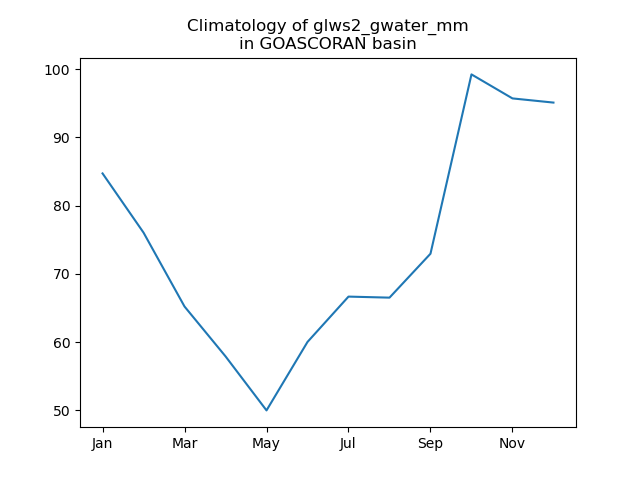 Climatology of glws2_gwater_mm
in GOASCORAN basin
100
90
80
70
60
50
Jan
Mar
May
Jul
Sep
Nov